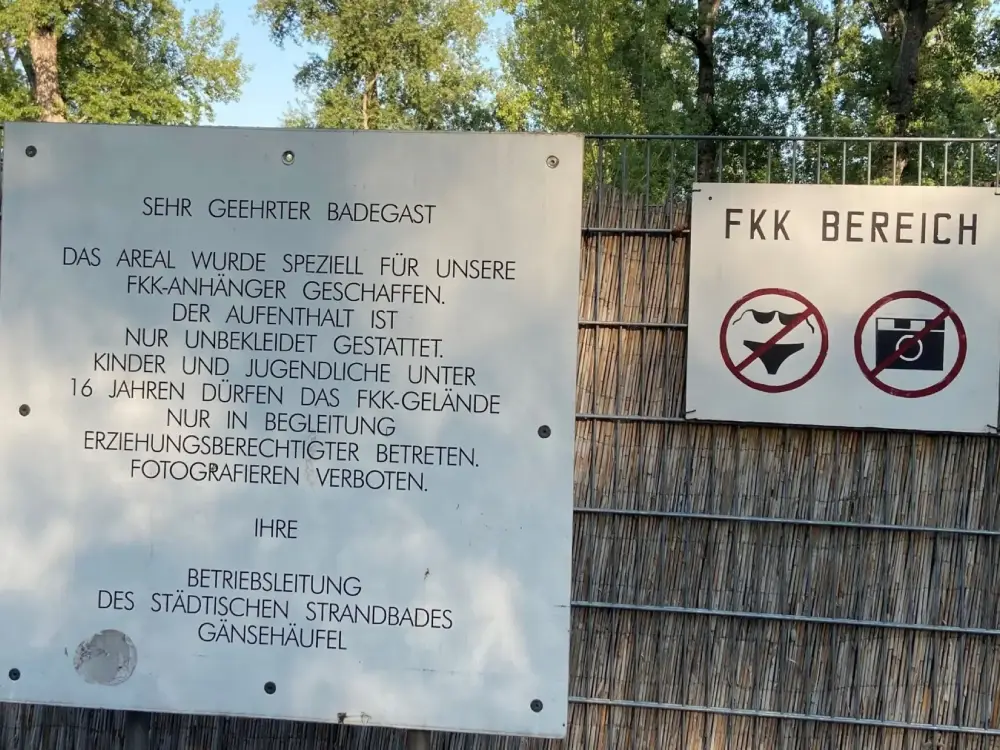 SEHR GEEHRTER BADEGAST
DAS AREAL WURDE SPEZIELL FÜR UNSERE
FKK-ANHÄNGER GESCHAFFEN.
DER AUFENTHALT IST
NUR UNBEKLEIDET GESTATTET.
KINDER UND JUGENDLICHE UNTER
16 JAHREN DÜRFEN DAS FKK-GELÄNDE
NUR IN BEGLEITUNG
ERZIEHUNGSBERECHTIGTER BETRETEN.
FOTOGRAFIEREN VERBOTEN.
IHRE
BETRIEBSLEITUNG
DES STÄDTISCHEN STRANDBADES
GÄNSEHÄUFEL
FKK BEREICH